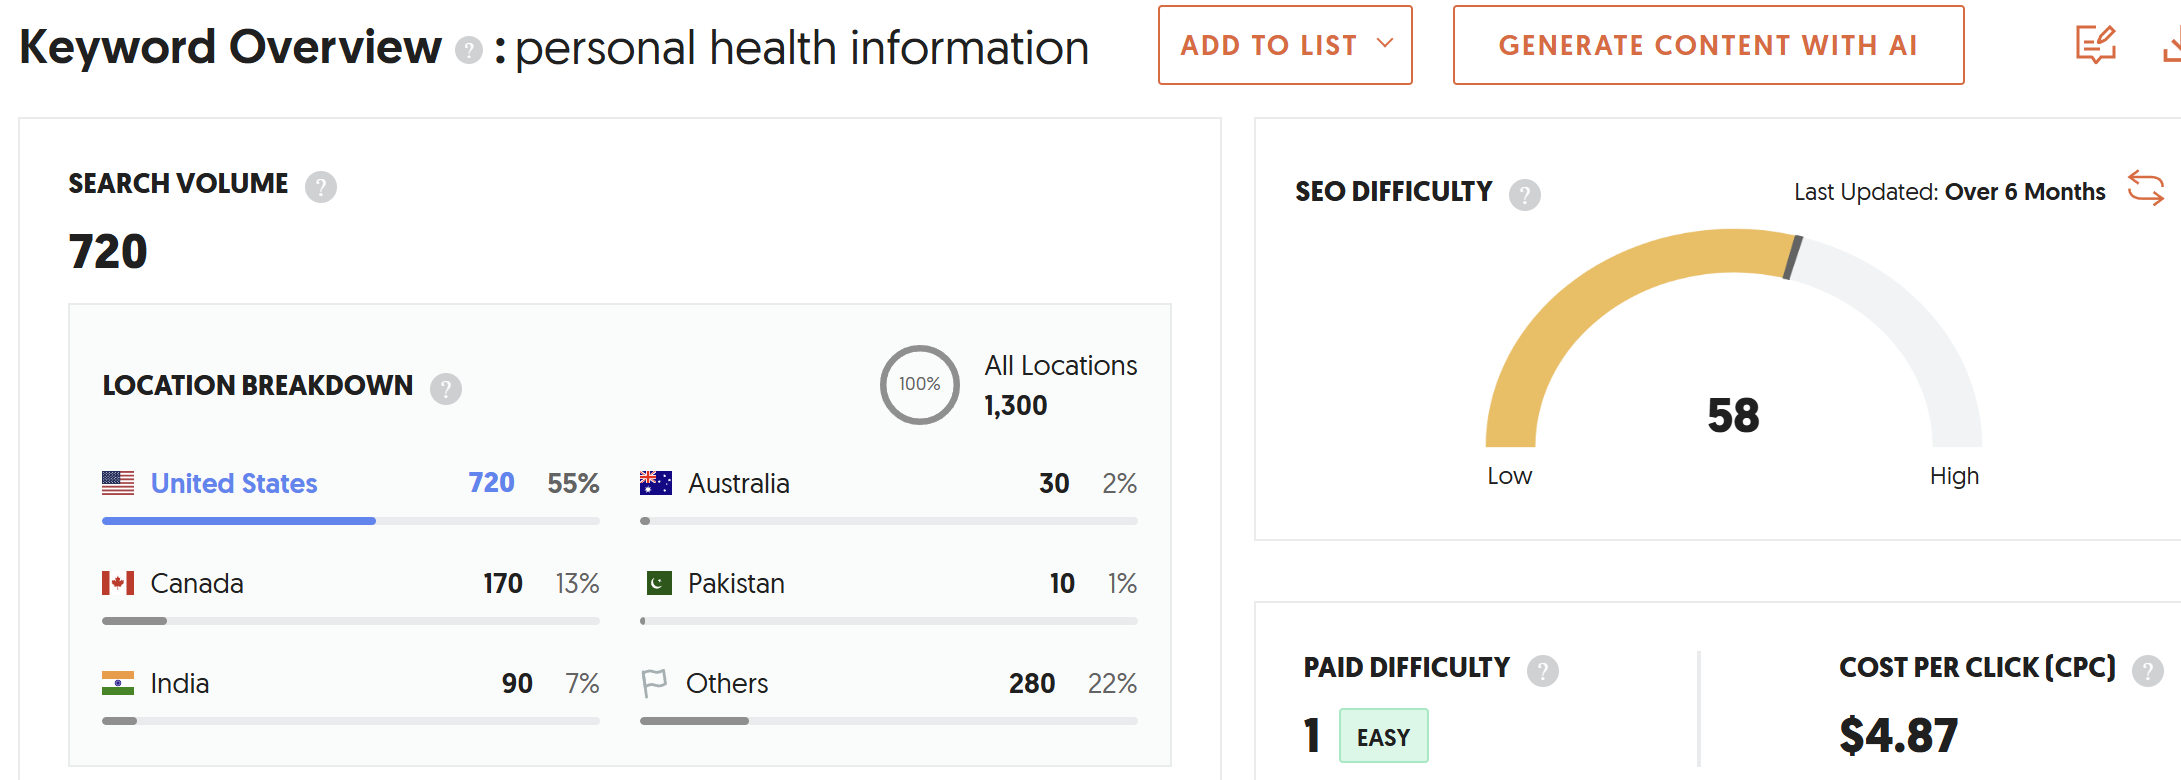 Keyword Overview ? : personal health information
ADD TO LIST
GENERATE CONTENT WITH AI
SEARCH VOLUME ?
720
LOCATION BREAKDOWN ?
100%
All Locations
1,300
United States 720 55%
Australia 30 2%
Canada 170 13%
Pakistan 10 1%
India 90 7%
Others 280 22%
SEO DIFFICULTY ?
Last Updated: Over 6 Months
58
Low
High
PAID DIFFICULTY ?
1 EASY
COST PER CLICK (CPC) ?
$4.87